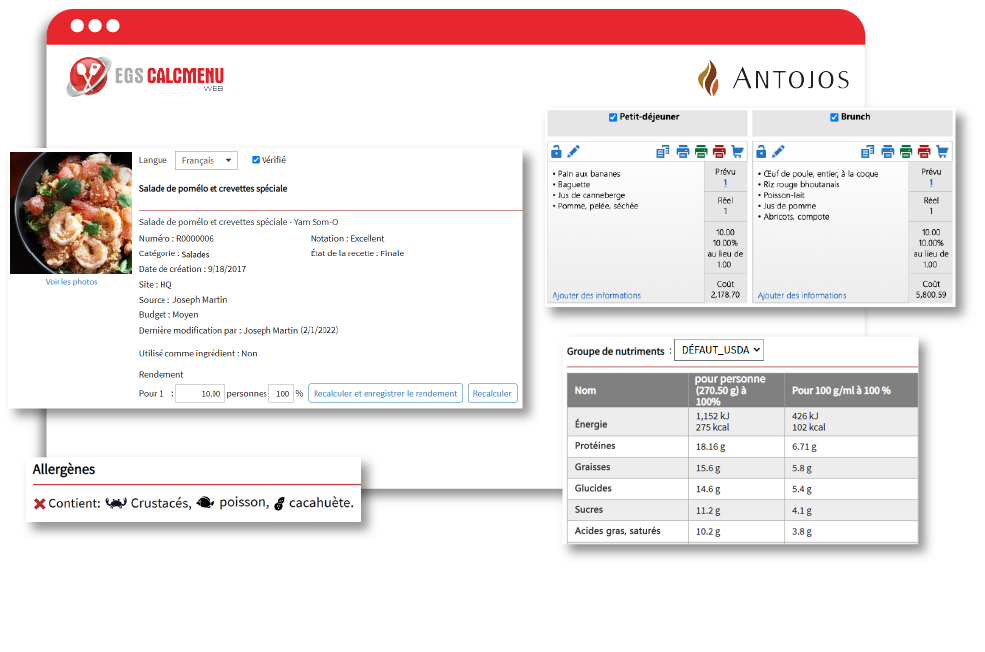 EGS CALCMENU
WEB
ANTOJOS
Petit-déjeuner
• Pain aux bananes
• Baguette
• Jus de canneberge
• Pomme, pelée, séchée
Prévu
1
Réel
1
10.00
10.00%
au lieu de
1.00
Coût
2,178.70
Ajouter des informations
Brunch
• Œuf de poule, entier, à la coque
• Riz rouge bhoutanais
• Poisson-lait
• Jus de pomme
• Abricots, compote
Prévu
1
Réel
1
10.00
10.00%
au lieu de
1.00
Coût
5,800.59
Ajouter des informations
Langue Français Vérifié
Salade de pomélo et crevettes spéciale
Salade de pomélo et crevettes spéciale - Yam Som-O
Numéro : R0000006 Notation : Excellent
Catégorie : Salades État de la recette : Finale
Date de création : 9/18/2017
Voir les photos
Site : HQ
Source : Joseph Martin
Budget : Moyen
Dernière modification par : Joseph Martin (2/1/2022)
Utilisé comme ingrédient : Non
Rendement
Pour 1 : 10.00 personnes 100 % Recalculer et enregistrer le rendement Recalculer
Groupe de nutriments : DÉFAUT_USDA
Nom pour personne (270.50 g) à 100% Pour 100 g/ml à 100 %
Énergie 1,152 kJ 426 kJ
275 kcal 102 kcal
Protéines 18.16 g 6.71 g
Graisses 15.6 g 5.8 g
Glucides 14.6 g 5.4 g
Sucres 11.2 g 4.1 g
Acides gras, saturés 10.2 g 3.8 g
Allergènes
Contient: Crustacés, poisson, cacahuète.